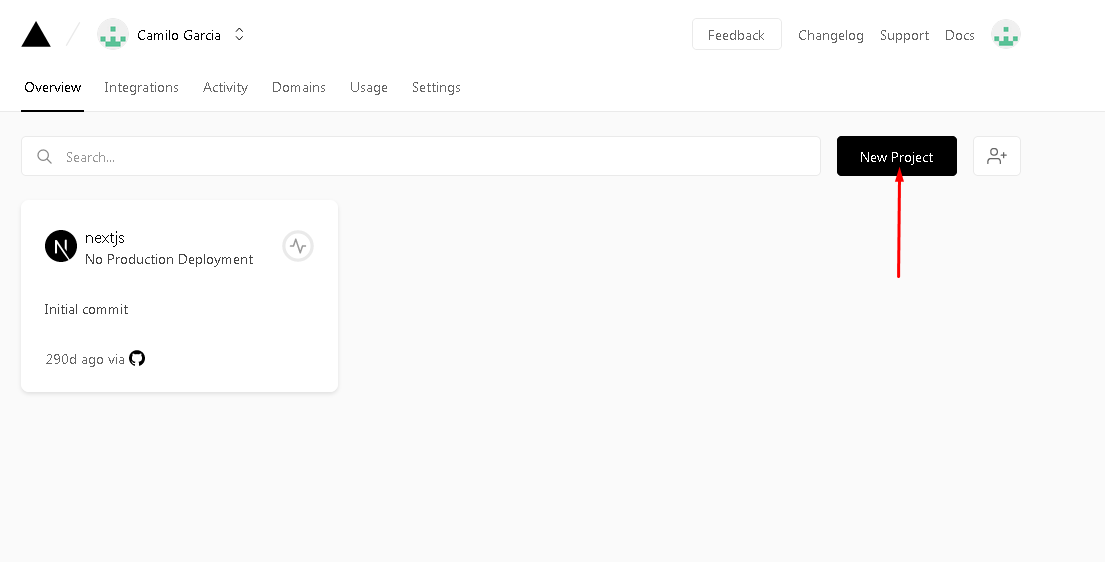 Camilo Garcia
Feedback Changelog Support Docs
Overview Integrations Activity Domains Usage Settings
Search...
New Project
N nextjs
No Production Deployment
Initial commit
290d ago via